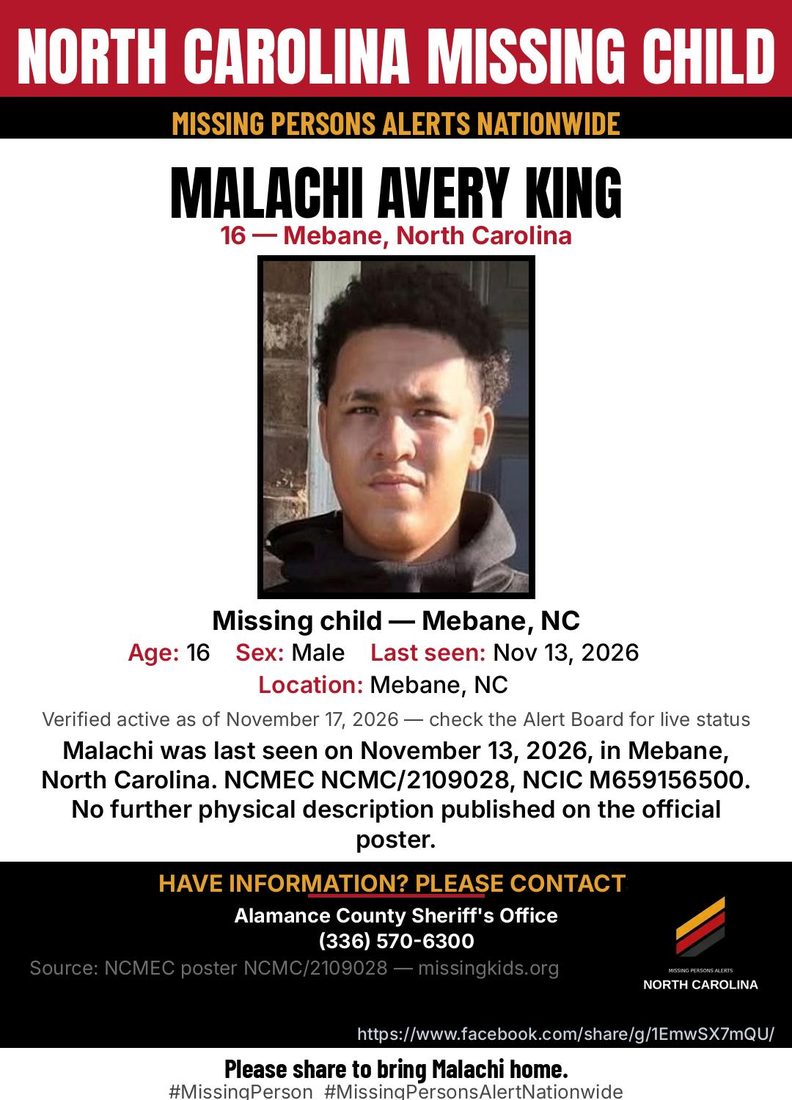 NORTH CAROLINA MISSING CHILD
MISSING PERSONS ALERTS NATIONWIDE
MALACHI AVERY KING
16 — Mebane, North Carolina
Missing child — Mebane, NC
Age: 16 Sex: Male Last seen: Nov 13, 2026
Location: Mebane, NC
Verified active as of November 17, 2026 — check the Alert Board for live status
Malachi was last seen on November 13, 2026, in Mebane,
North Carolina. NCMEC NCMC/2109028, NCIC M659156500.
No further physical description published on the official
poster.
HAVE INFORMATION? PLEASE CONTACT
Alamance County Sheriff's Office
(336) 570-6300
Source: NCMEC poster NCMC/2109028 — missingkids.org
MISSING PERSONS ALERTS
NORTH CAROLINA
https://www.facebook.com/share/g/1EmwSX7mQU/
Please share to bring Malachi home.
#MissingPerson #MissingPersonsAlertNationwide